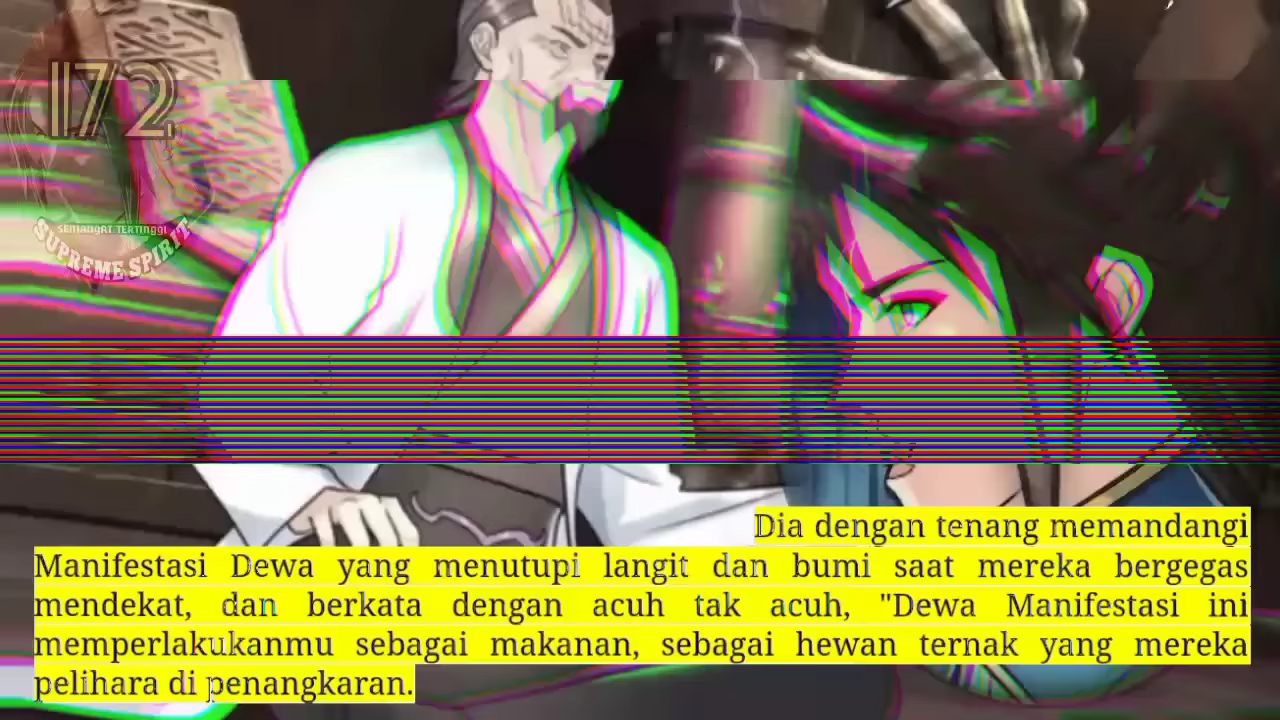 172
SEMANGAT TERTINGGI
SUPREME SPIRIT
Dia dengan tenang memandangi
Manifestasi Dewa yang menutupi langit dan bumi saat mereka bergegas
mendekat, dan berkata dengan acuh tak acuh, "Dewa Manifestasi ini
memperlakukanmu sebagai makanan, sebagai hewan ternak yang mereka
pelihara di penangkaran.